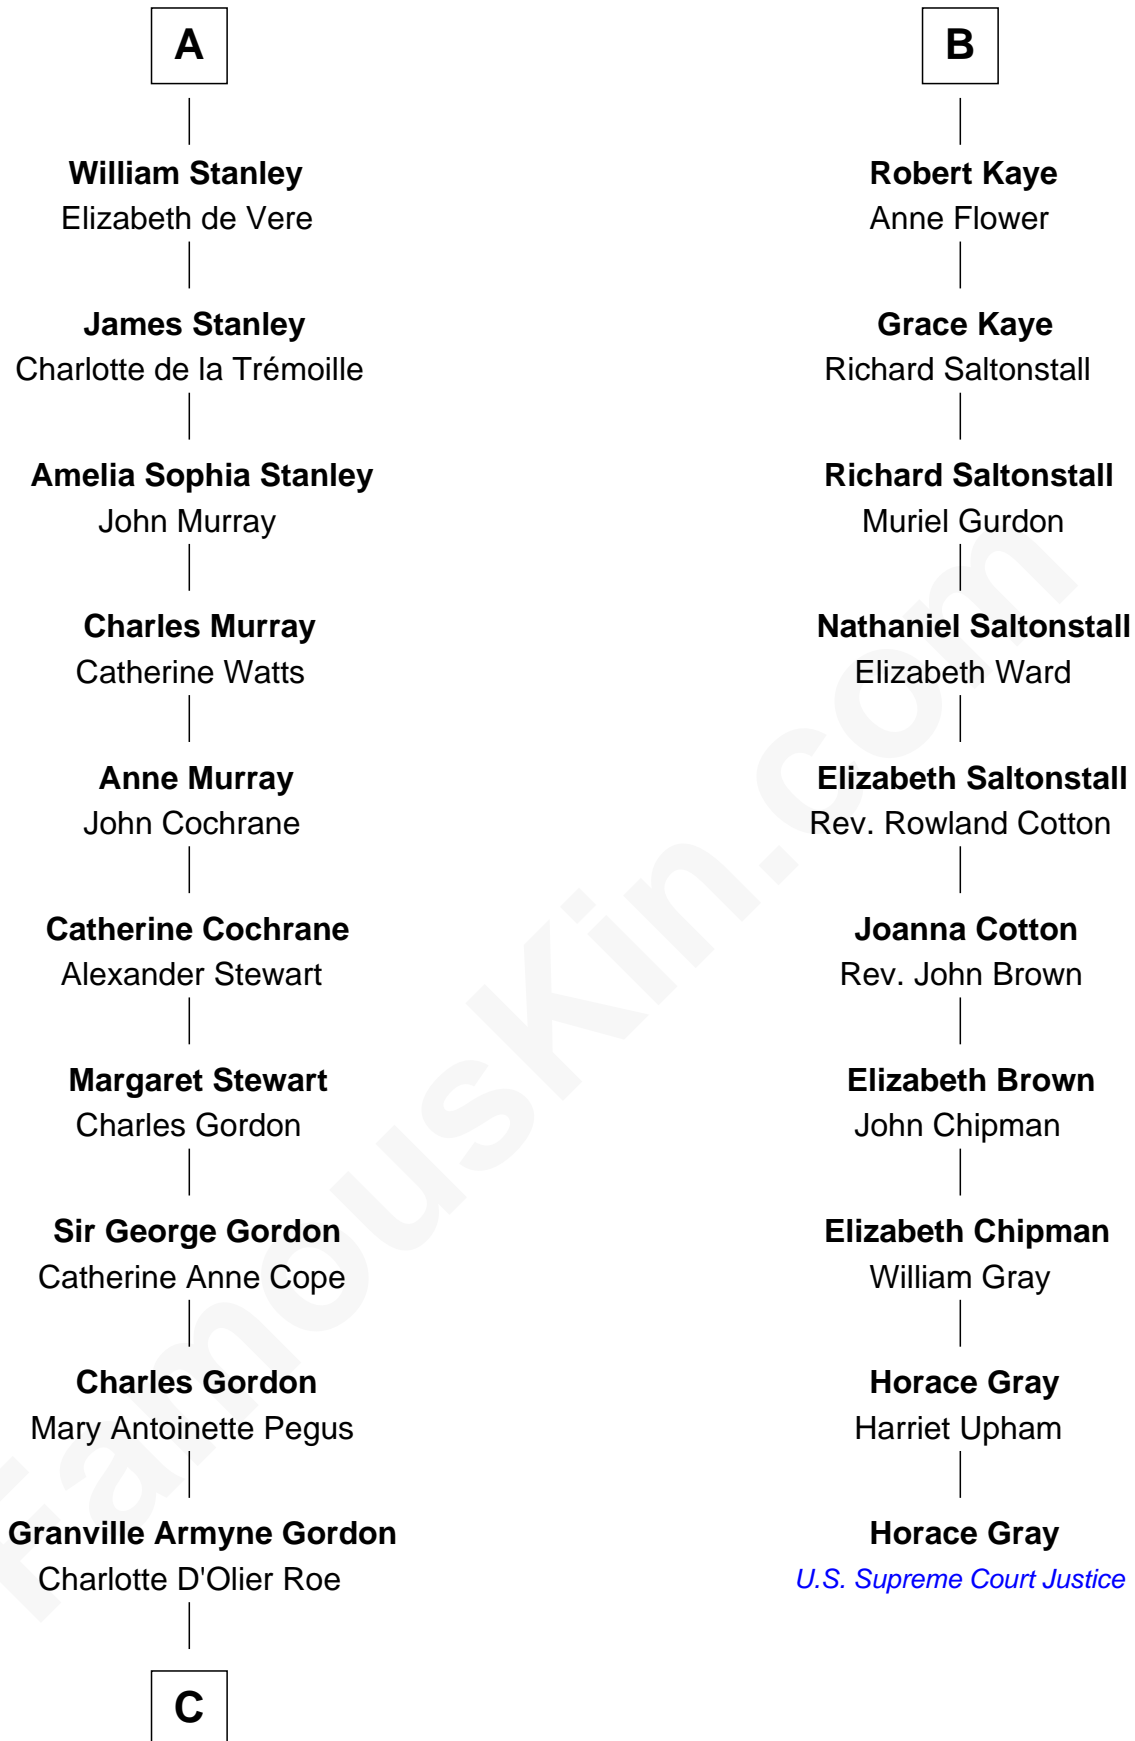 A
William Stanley
Elizabeth de Vere
James Stanley
Charlotte de la Trémoille
Amelia Sophia Stanley
John Murray
Charles Murray
Catherine Watts
Anne Murray
John Cochrane
Catherine Cochrane
Alexander Stewart
Margaret Stewart
Charles Gordon
Sir George Gordon
Catherine Anne Cope
Charles Gordon
Mary Antoinette Pegus
Granville Armyne Gordon
Charlotte D'Olier Roe
C
B
Robert Kaye
Anne Flower
Grace Kaye
Richard Saltonstall
Richard Saltonstall
Muriel Gurdon
Nathaniel Saltonstall
Elizabeth Ward
Elizabeth Saltonstall
Rev. Rowland Cotton
Joanna Cotton
Rev. John Brown
Elizabeth Brown
John Chipman
Elizabeth Chipman
William Gray
Horace Gray
Harriet Upham
Horace Gray
U.S. Supreme Court Justice
FamousKin.com